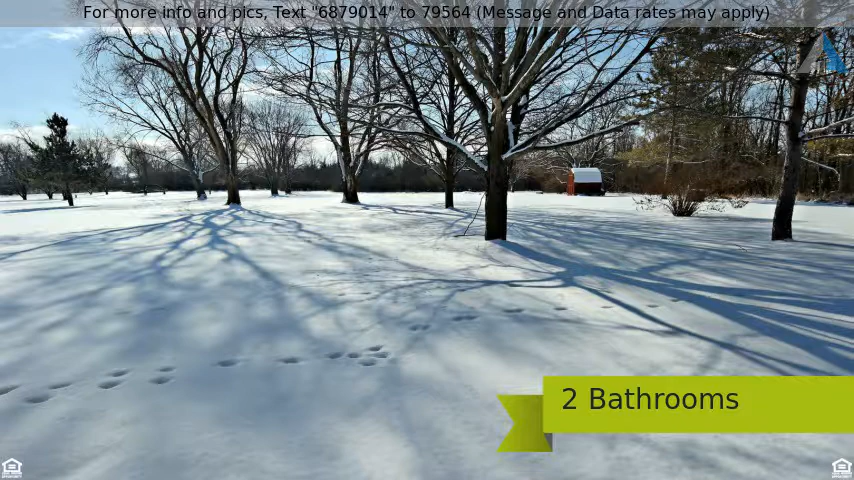 For more info and pics, Text "6879014" to 79564 (Message and Data rates may apply)
2 Bathrooms